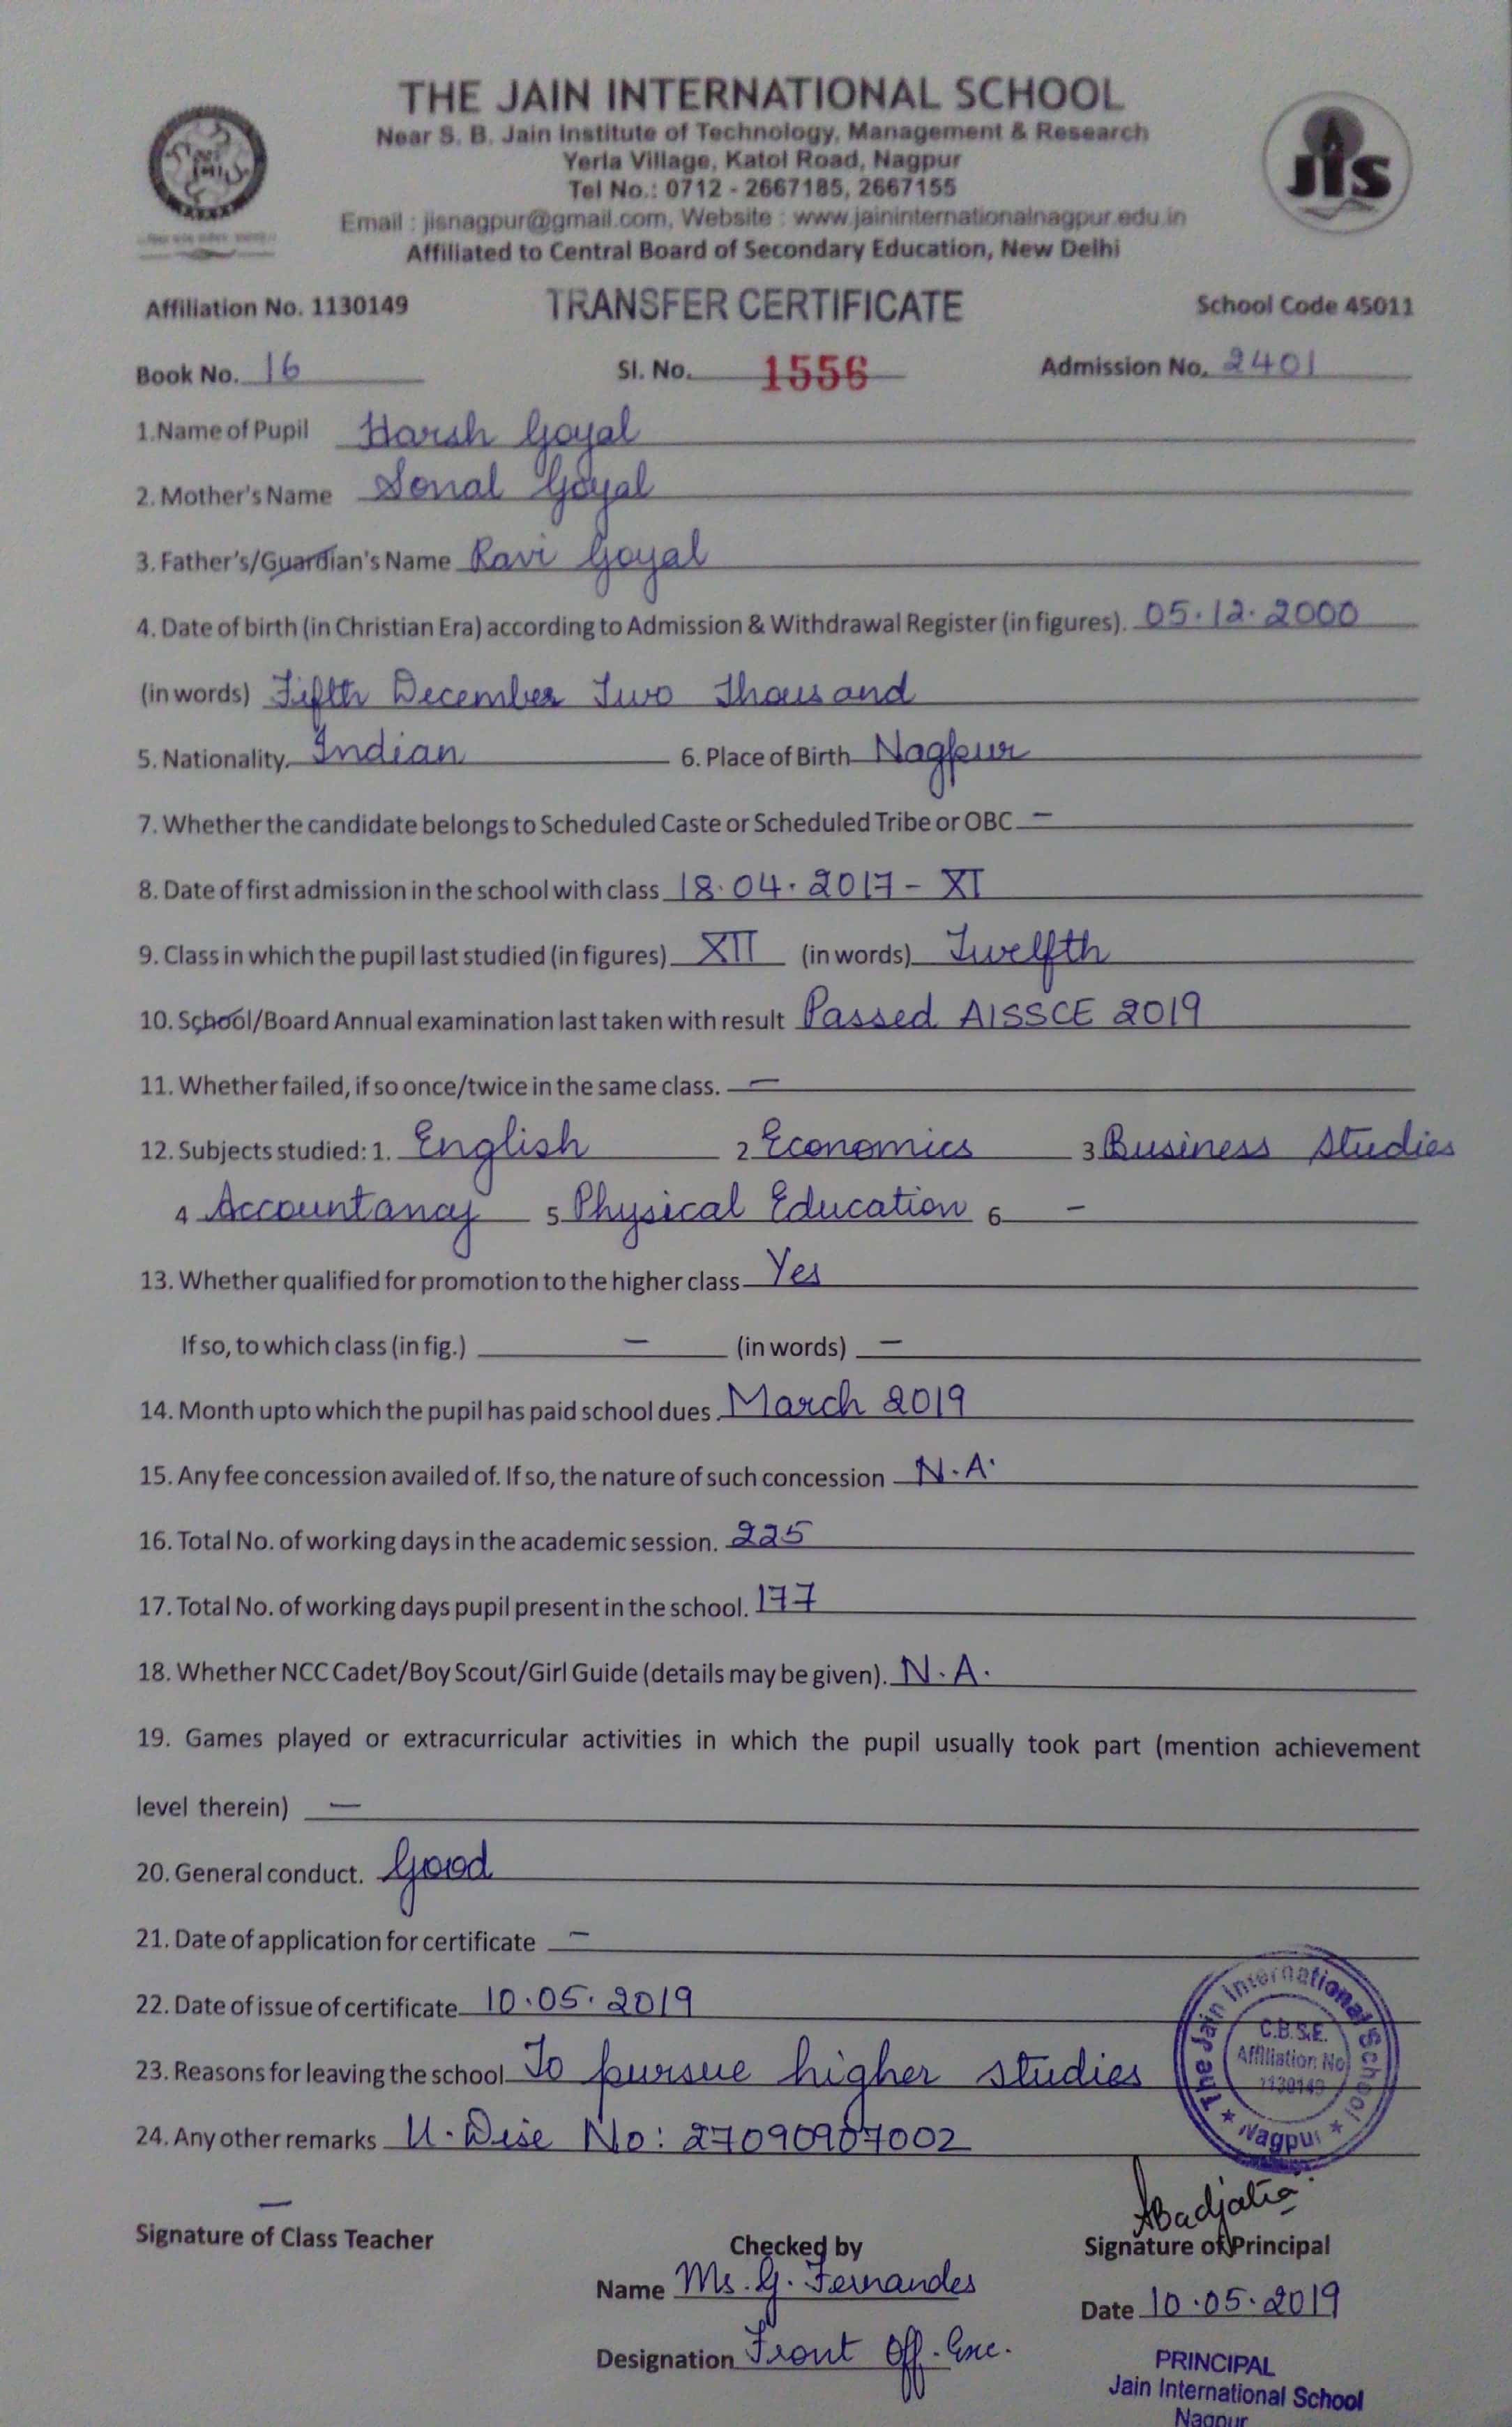 THE JAIN INTERNATIONAL SCHOOL
Near S. B. Jain Institute of Technology, Management & Research
Yerla Village, Katol Road, Nagpur
Tel No.: 0712 - 2667185, 2667155
Email : jisnagpur@gmail.com, Website : www.jaininternationalnagpur.edu.in
Affiliated to Central Board of Secondary Education, New Delhi
JIS
Affiliation No. 1130149 TRANSFER CERTIFICATE School Code 45011
Book No. 16 Sl. No. 1556 Admission No. 2401
1.Name of Pupil Harsh Goyal
2. Mother's Name Sonal Goyal
3. Father's/Guardian's Name Ravi Goyal
4. Date of birth (in Christian Era) according to Admission & Withdrawal Register (in figures). 05.12.2000
(in words) Fifth December Two Thousand
5. Nationality. Indian 6. Place of Birth Nagpur
7. Whether the candidate belongs to Scheduled Caste or Scheduled Tribe or OBC —
8. Date of first admission in the school with class 18.04.2017 - XI
9. Class in which the pupil last studied (in figures) XII (in words) Twelfth
10. School/Board Annual examination last taken with result Passed AISSCE 2019
11. Whether failed, if so once/twice in the same class. —
12. Subjects studied: 1. English 2 Economics 3 Business Studies
4 Accountancy 5 Physical Education 6 -
13. Whether qualified for promotion to the higher class Yes
If so, to which class (in fig.) — (in words) —
14. Month upto which the pupil has paid school dues. March 2019
15. Any fee concession availed of. If so, the nature of such concession N.A.
16. Total No. of working days in the academic session. 225
17. Total No. of working days pupil present in the school. 177
18. Whether NCC Cadet/Boy Scout/Girl Guide (details may be given). N.A.
19. Games played or extracurricular activities in which the pupil usually took part (mention achievement
level therein) —
20. General conduct. Good
21. Date of application for certificate —
22. Date of issue of certificate 10.05.2019
23. Reasons for leaving the school To pursue higher studies
24. Any other remarks U-Dise No: 27090907002
The Jain International School
C.B.S.E.
Affiliation No
1130149
★ Nagpur ★
—
Abadjatia
Signature of Class Teacher Checked by Signature of Principal
Name Ms. G. Fernandes Date 10.05.2019
Designation Front Off. Exe.
PRINCIPAL
Jain International School
Nagpur